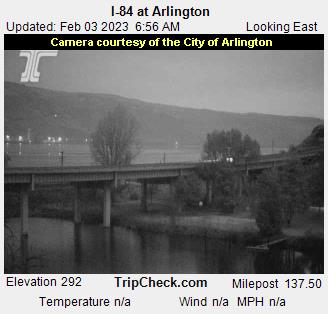 I-84 at Arlington
Updated: Feb 03 2023 6:56 AM Looking East
Camera courtesy of the City of Arlington
Elevation 292 TripCheck.com Milepost 137.50
Temperature n/a Wind n/a MPH n/a